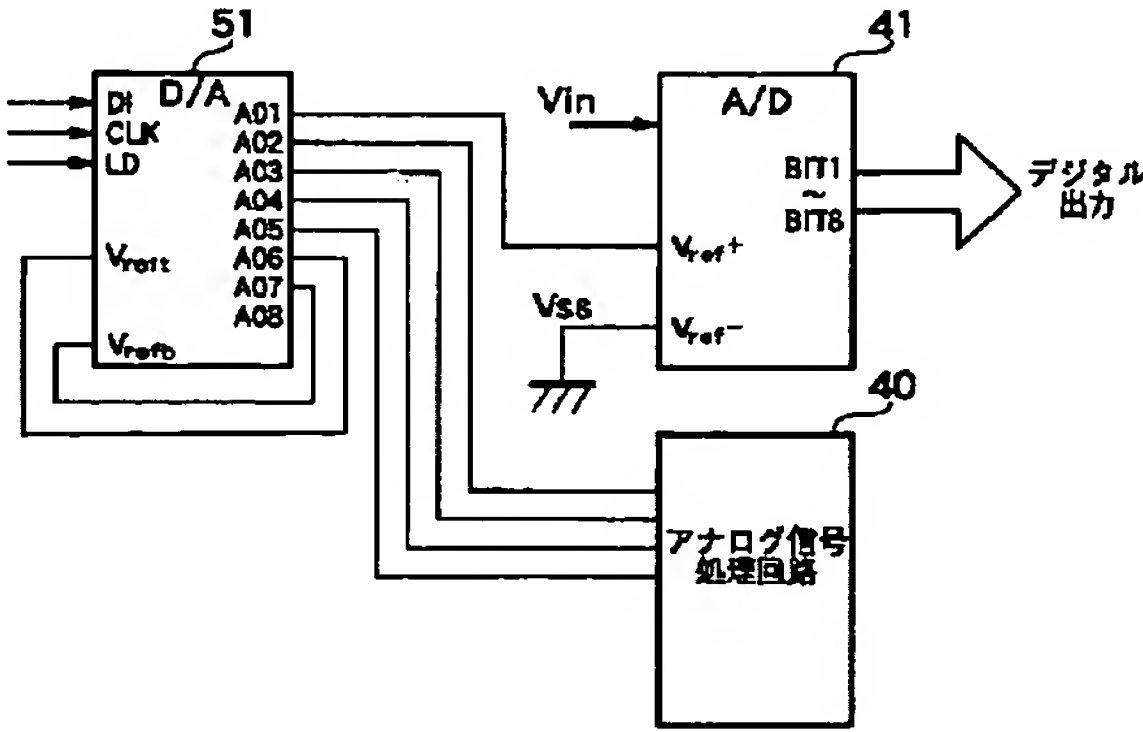 51
D/A
DI
CLK
LD
Vreft
Vrefb
A01
A02
A03
A04
A05
A06
A07
A08
41
A/D
Vin
BIT1
~
BIT8
Vref+
Vss
Vref-
デジタル
出力
40
アナログ信号
処理回路